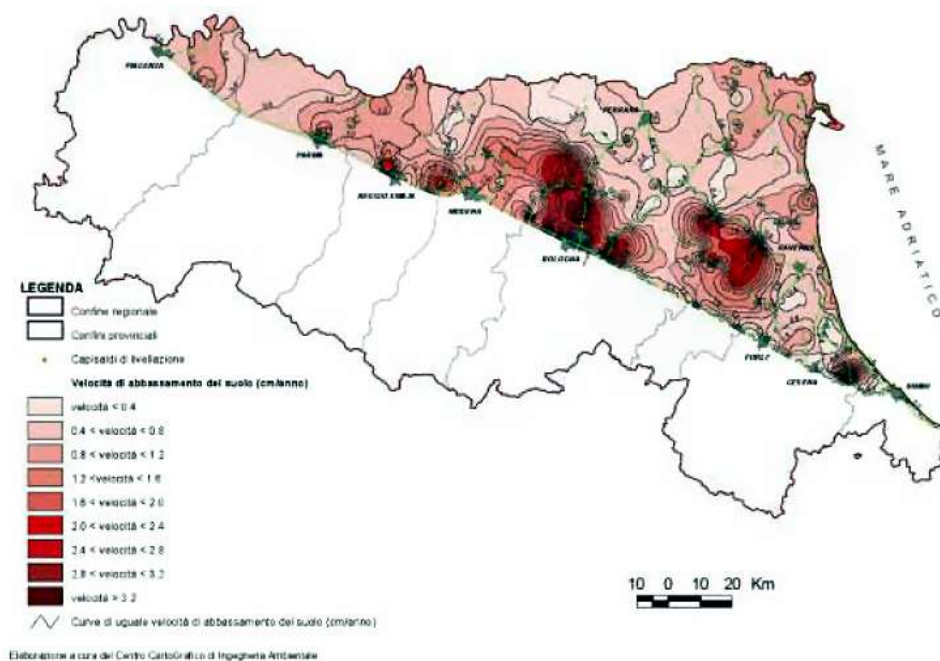 PIACENZA
PARMA
REGGIO EMILIA
MODENA
BOLOGNA
FERRARA
RAVENNA
FORLI'
CESENA
RIMINI
MARE ADRIATICO
LEGENDA
Confine regionale
Confini provinciali
Capisaldi di livellazione
Velocità di abbassamento del suolo (cm/anno)
velocità < 0.4
0.4 < velocità < 0.8
0.8 < velocità < 1.2
1.2 < velocità < 1.6
1.6 < velocità < 2.0
2.0 < velocità < 2.4
2.4 < velocità < 2.8
2.8 < velocità < 3.2
velocità > 3.2
Curve di uguale velocità di abbassamento del suolo (cm/anno)
10 0 10 20 Km
Elaborazione a cura del Centro CartoGrafico di Ingegneria Ambientale